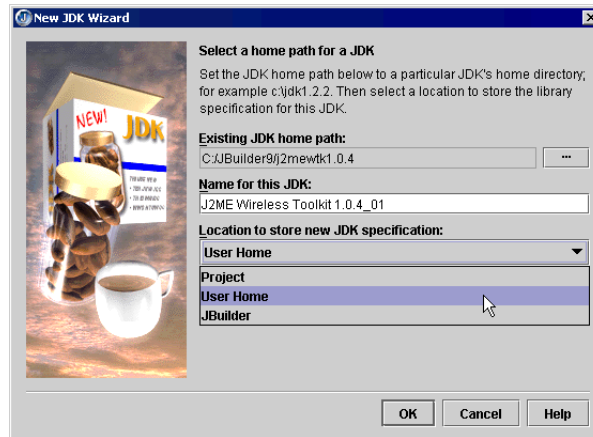 New JDK Wizard
Select a home path for a JDK
Set the JDK home path below to a particular JDK's home directory;
for example c:\jdk1.2.2. Then select a location to store the library
specification for this JDK.
Existing JDK home path:
C:/JBuilder9/j2mewtk1.0.4
...
Name for this JDK:
J2ME Wireless Toolkit 1.0.4_01
Location to store new JDK specification:
User Home
Project
User Home
JBuilder
NEW!
JDK
OK
Cancel
Help